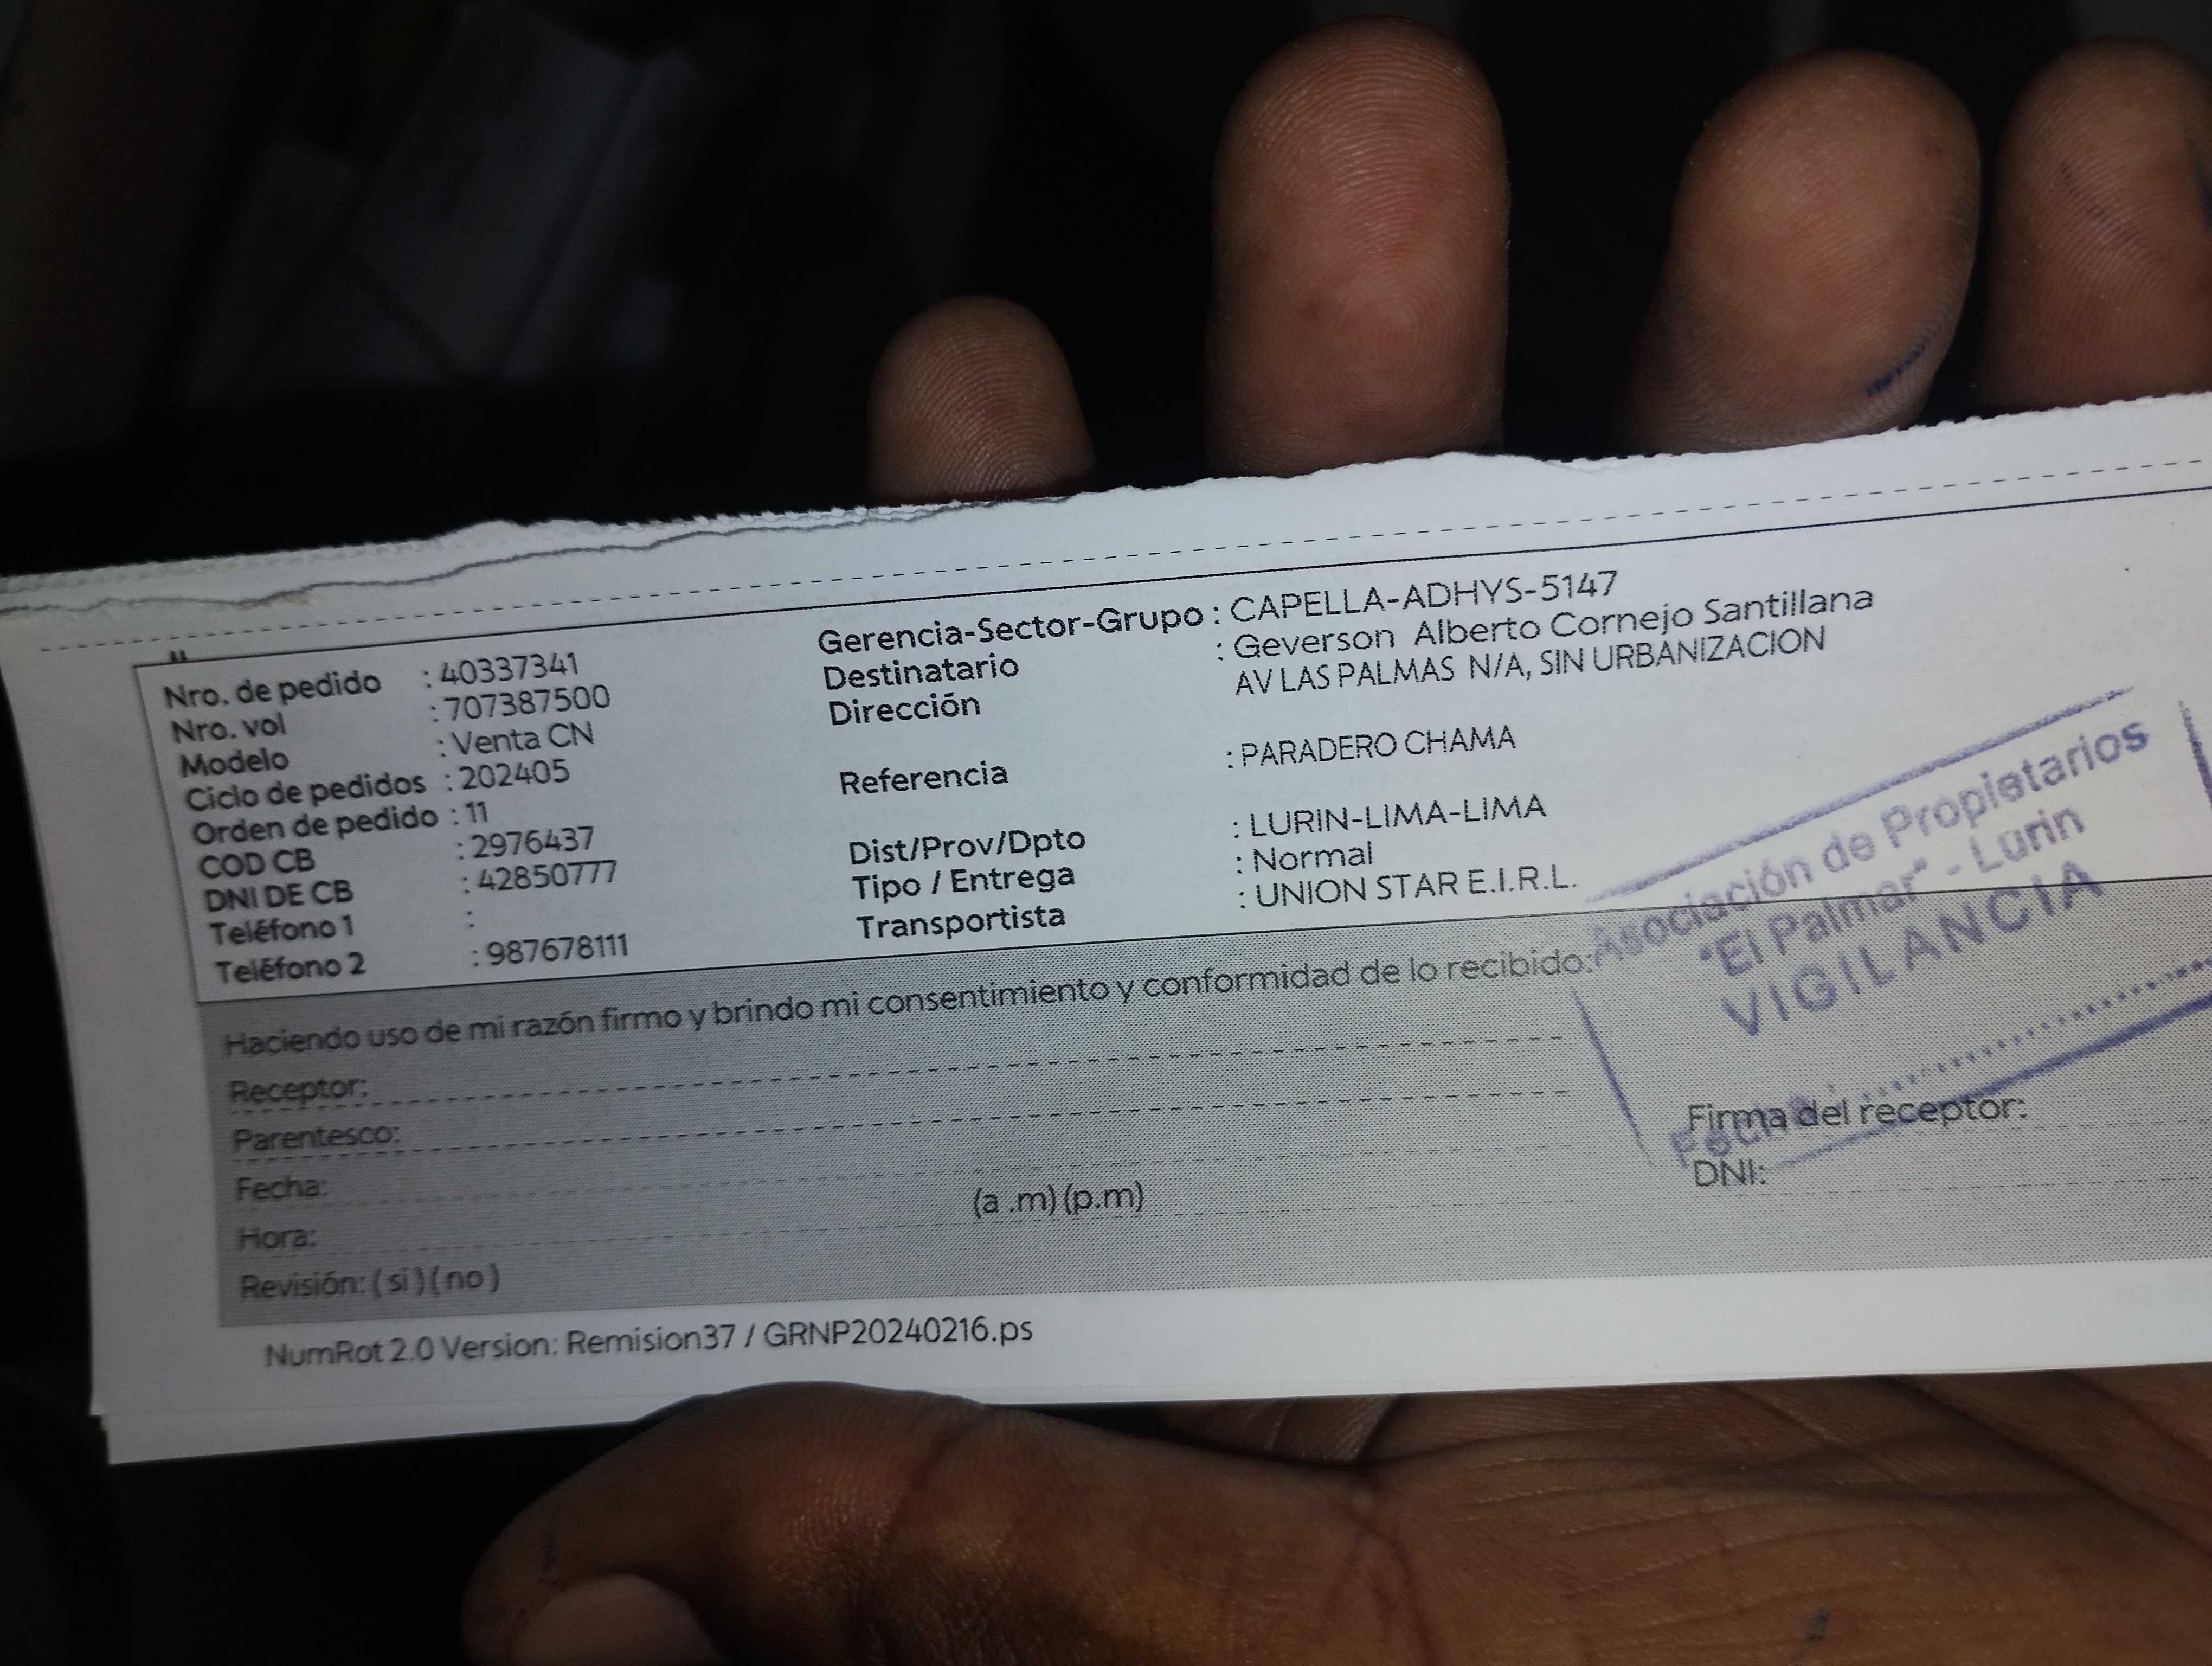 Nro. de pedido : 40337341
Nro. vol : 707387500
Modelo : Venta CN
Ciclo de pedidos : 202405
Orden de pedido : 11
COD CB : 2976437
DNI DE CB : 42850777
Teléfono 1 :
Teléfono 2 : 987678111
Gerencia-Sector-Grupo : CAPELLA-ADHYS-5147
Destinatario : Geverson Alberto Cornejo Santillana
Dirección AV LAS PALMAS N/A, SIN URBANIZACION
Referencia : PARADERO CHAMA
Dist/Prov/Dpto : LURIN-LIMA-LIMA
Tipo / Entrega : Normal
Transportista : UNION STAR E.I.R.L.
Haciendo uso de mi razón firmo y brindo mi consentimiento y conformidad de lo recibido:
Receptor:
Parentesco:
Fecha:
Hora: (a .m) (p.m)
Revisión: ( si ) ( no )
Firma del receptor:
DNI:
Asociación de Propietarios
"El Palmar" - Lurin
VIGILANCIA
Fecha:
NumRot 2.0 Version: Remision37 / GRNP20240216.ps